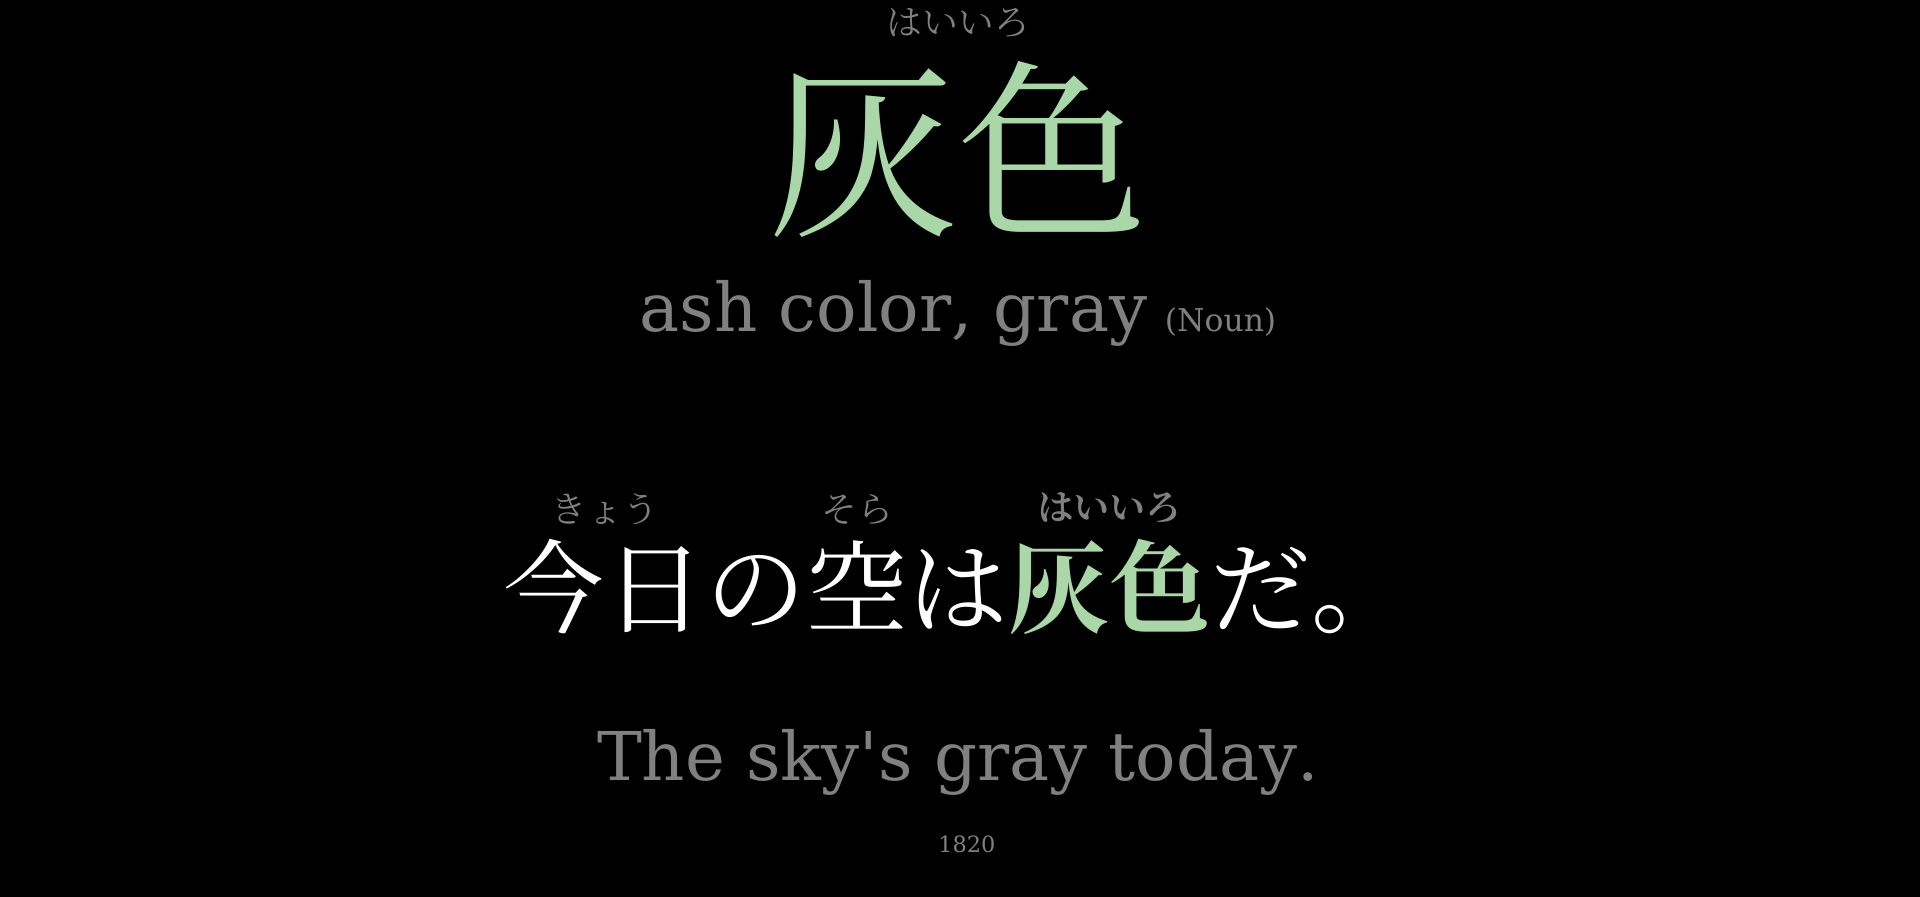 はいいろ
灰色
ash color, gray (Noun)
きょう そら はいいろ
今日の空は灰色だ。
The sky's gray today.
1820